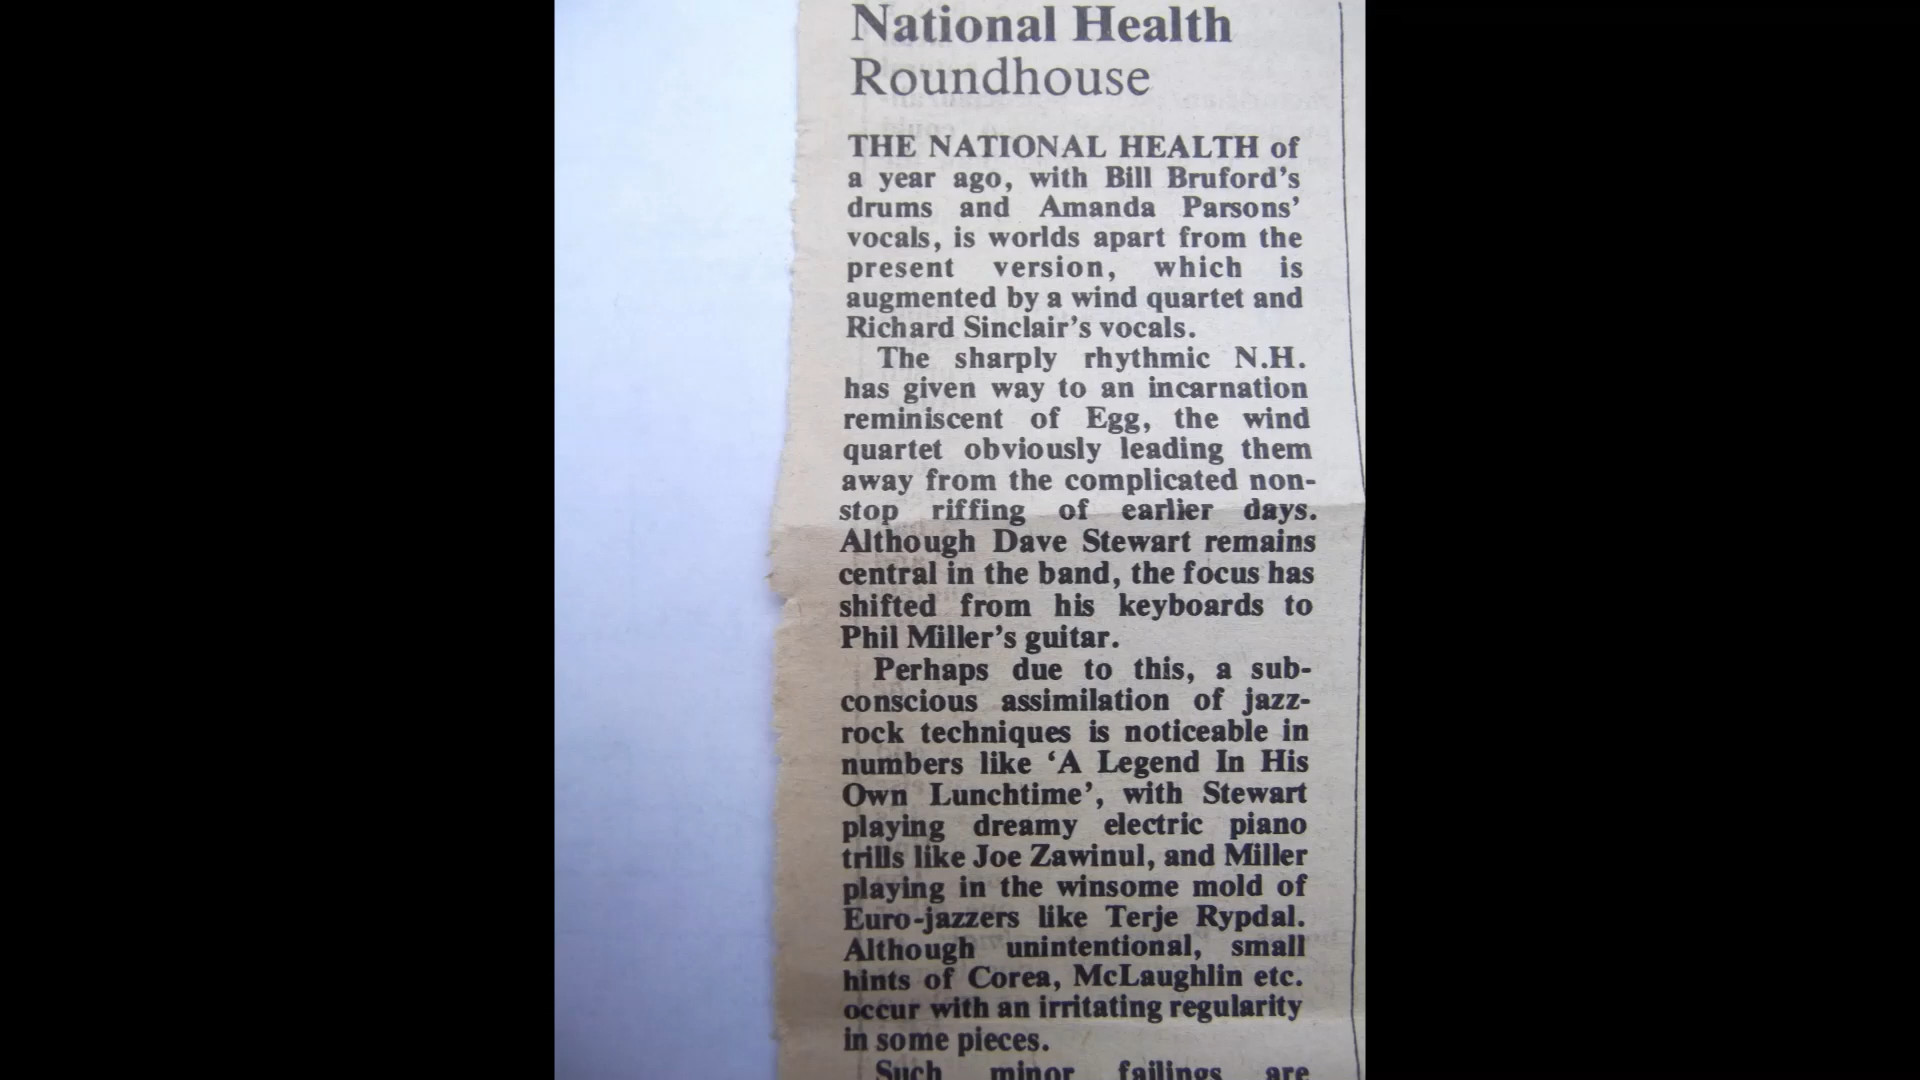 National Health
Roundhouse
THE NATIONAL HEALTH of
a year ago, with Bill Bruford's
drums and Amanda Parsons'
vocals, is worlds apart from the
present version, which is
augmented by a wind quartet and
Richard Sinclair's vocals.
The sharply rhythmic N.H.
has given way to an incarnation
reminiscent of Egg, the wind
quartet obviously leading them
away from the complicated non-
stop riffing of earlier days.
Although Dave Stewart remains
central in the band, the focus has
shifted from his keyboards to
Phil Miller's guitar.
Perhaps due to this, a sub-
conscious assimilation of jazz-
rock techniques is noticeable in
numbers like ‘A Legend In His
Own Lunchtime’, with Stewart
playing dreamy electric piano
trills like Joe Zawinul, and Miller
playing in the winsome mold of
Euro-jazzers like Terje Rypdal.
Although unintentional, small
hints of Corea, McLaughlin etc.
occur with an irritating regularity
in some pieces.
Such minor failings are